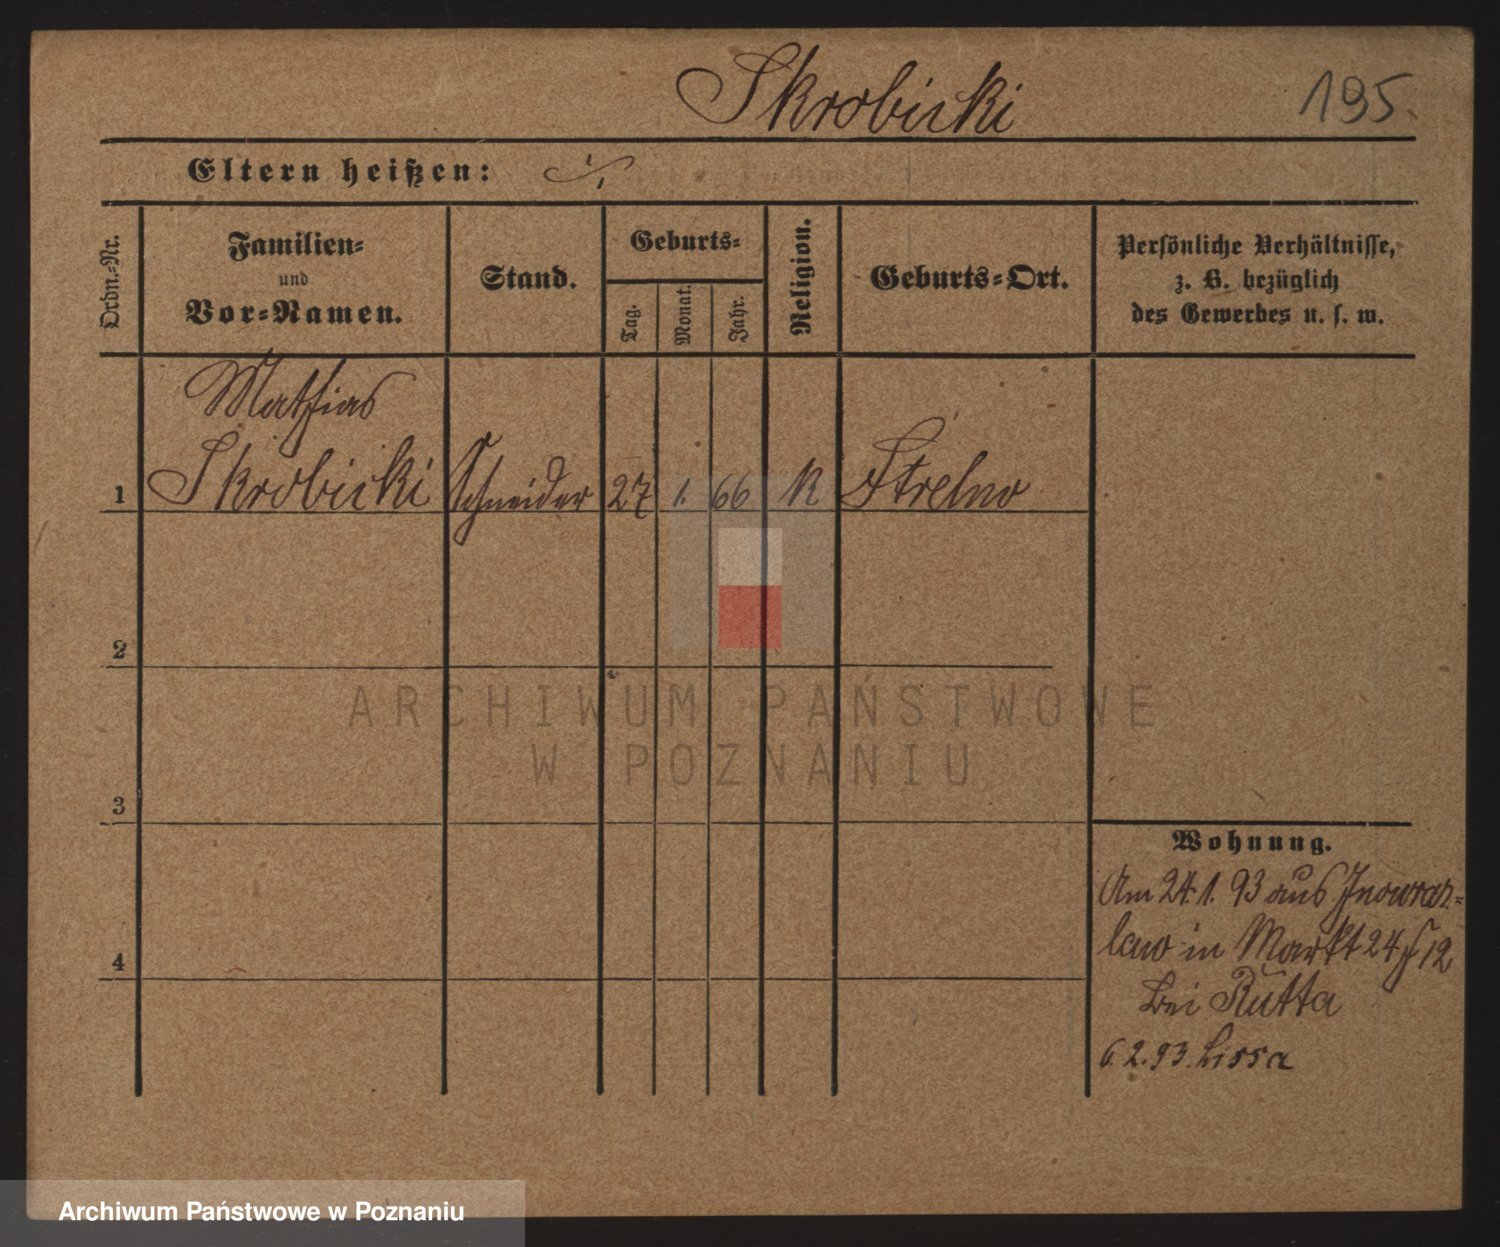 Skrobicki
195.
Eltern heißen: ./.
Ordn.-Nr.
Familien-
und
Vor-Namen.
Stand.
Geburts-
Tag.
Monat.
Jahr.
Religion.
Geburts-Ort.
Persönliche Verhältnisse,
z. B. bezüglich
des Gewerbes u. s. w.
Mathias
1 Skrobicki Schneider 27 1. 66 K Strelno
2
3
4
Wohnung.
Am 24.1.93 aus Inowraz-
law in Markt 24 12
bei Rutta
6.2.93. Lissa
ARCHIWUM PAŃSTWOWE
W POZNANIU
Archiwum Państwowe w Poznaniu